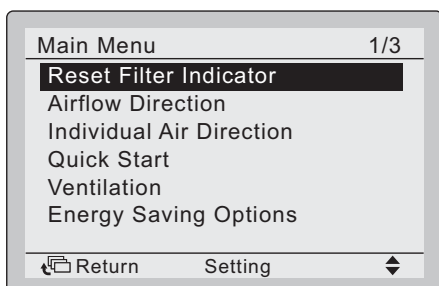 Main Menu 1/3
Reset Filter Indicator
Airflow Direction
Individual Air Direction
Quick Start
Ventilation
Energy Saving Options
Return Setting